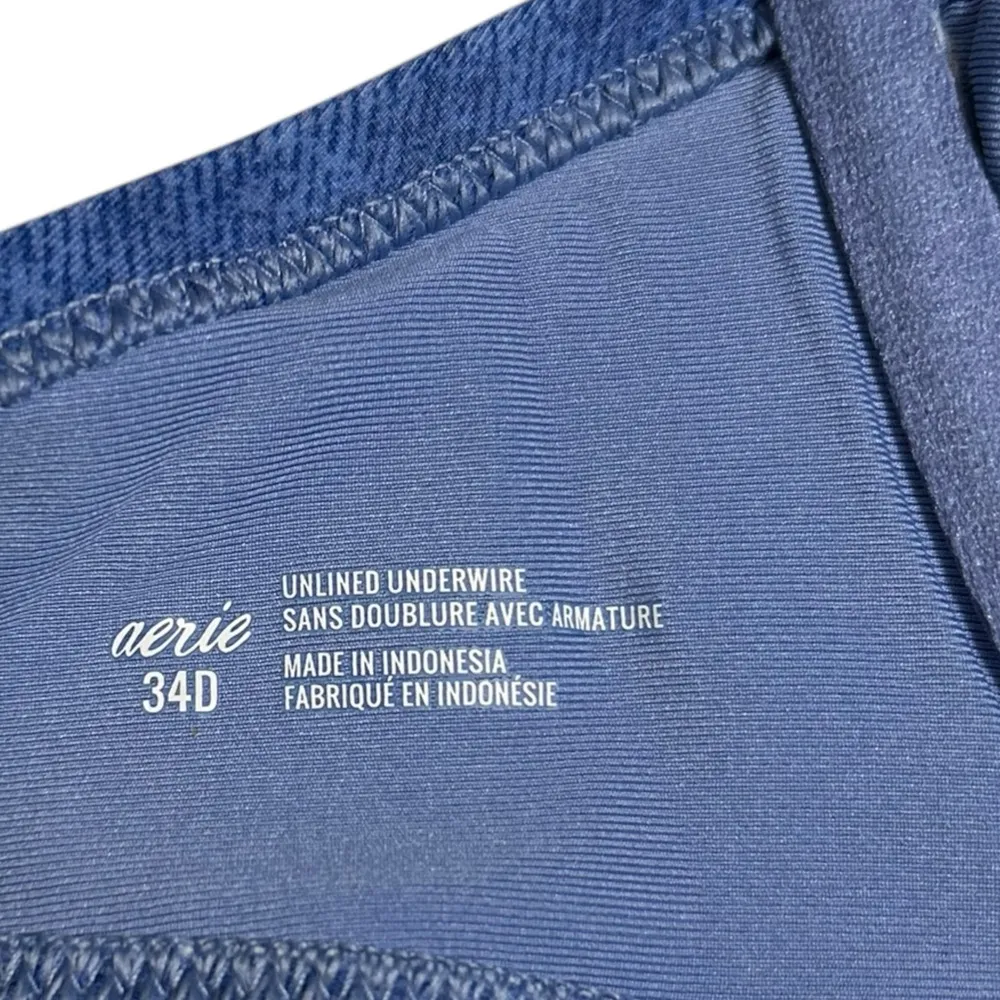 aerie
34D
UNLINED UNDERWIRE
SANS DOUBLURE AVEC ARMATURE
MADE IN INDONESIA
FABRIQUÉ EN INDONÉSIE